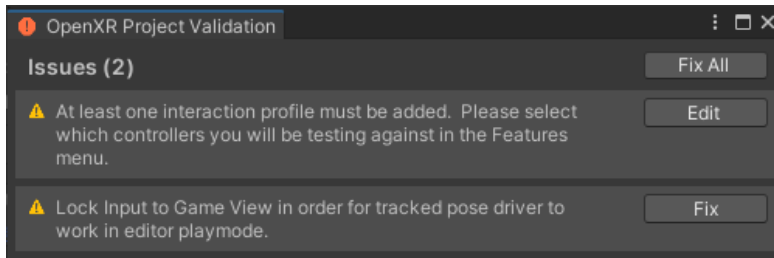 OpenXR Project Validation
Issues (2)
Fix All
At least one interaction profile must be added.  Please select
which controllers you will be testing against in the Features
menu.
Edit
Lock Input to Game View in order for tracked pose driver to
work in editor playmode.
Fix